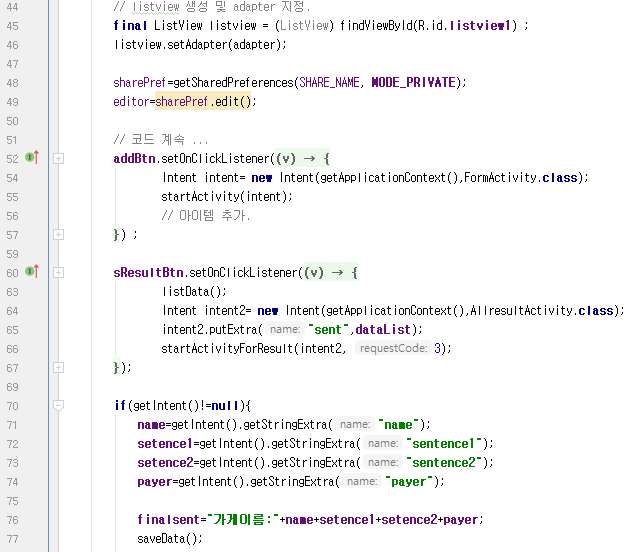 44 // listview 생성 및 adapter 지정.
45 final ListView listview = (ListView) findViewById(R.id.listview1) ;
46 listview.setAdapter(adapter);
47
48 sharePref=getSharedPreferences(SHARE_NAME, MODE_PRIVATE);
49 editor=sharePref.edit();
50
51 // 코드 계속 ...
52 addBtn.setOnClickListener((v) → {
54 Intent intent= new Intent(getApplicationContext(),FormActivity.class);
55 startActivity(intent);
56 // 아이템 추가.
57 }) ;
59
60 sResultBtn.setOnClickListener((v) → {
63 listData();
64 Intent intent2= new Intent(getApplicationContext(),AllresultActivity.class);
65 intent2.putExtra( name: "sent",dataList);
66 startActivityForResult(intent2, requestCode: 3);
67 });
69
70 if(getIntent()!=null){
71 name=getIntent().getStringExtra( name: "name");
72 setence1=getIntent().getStringExtra( name: "sentence1");
73 setence2=getIntent().getStringExtra( name: "sentence2");
74 payer=getIntent().getStringExtra( name: "payer");
75
76 finalsent="가게이름:"+name+setence1+setence2+payer;
77 saveData();